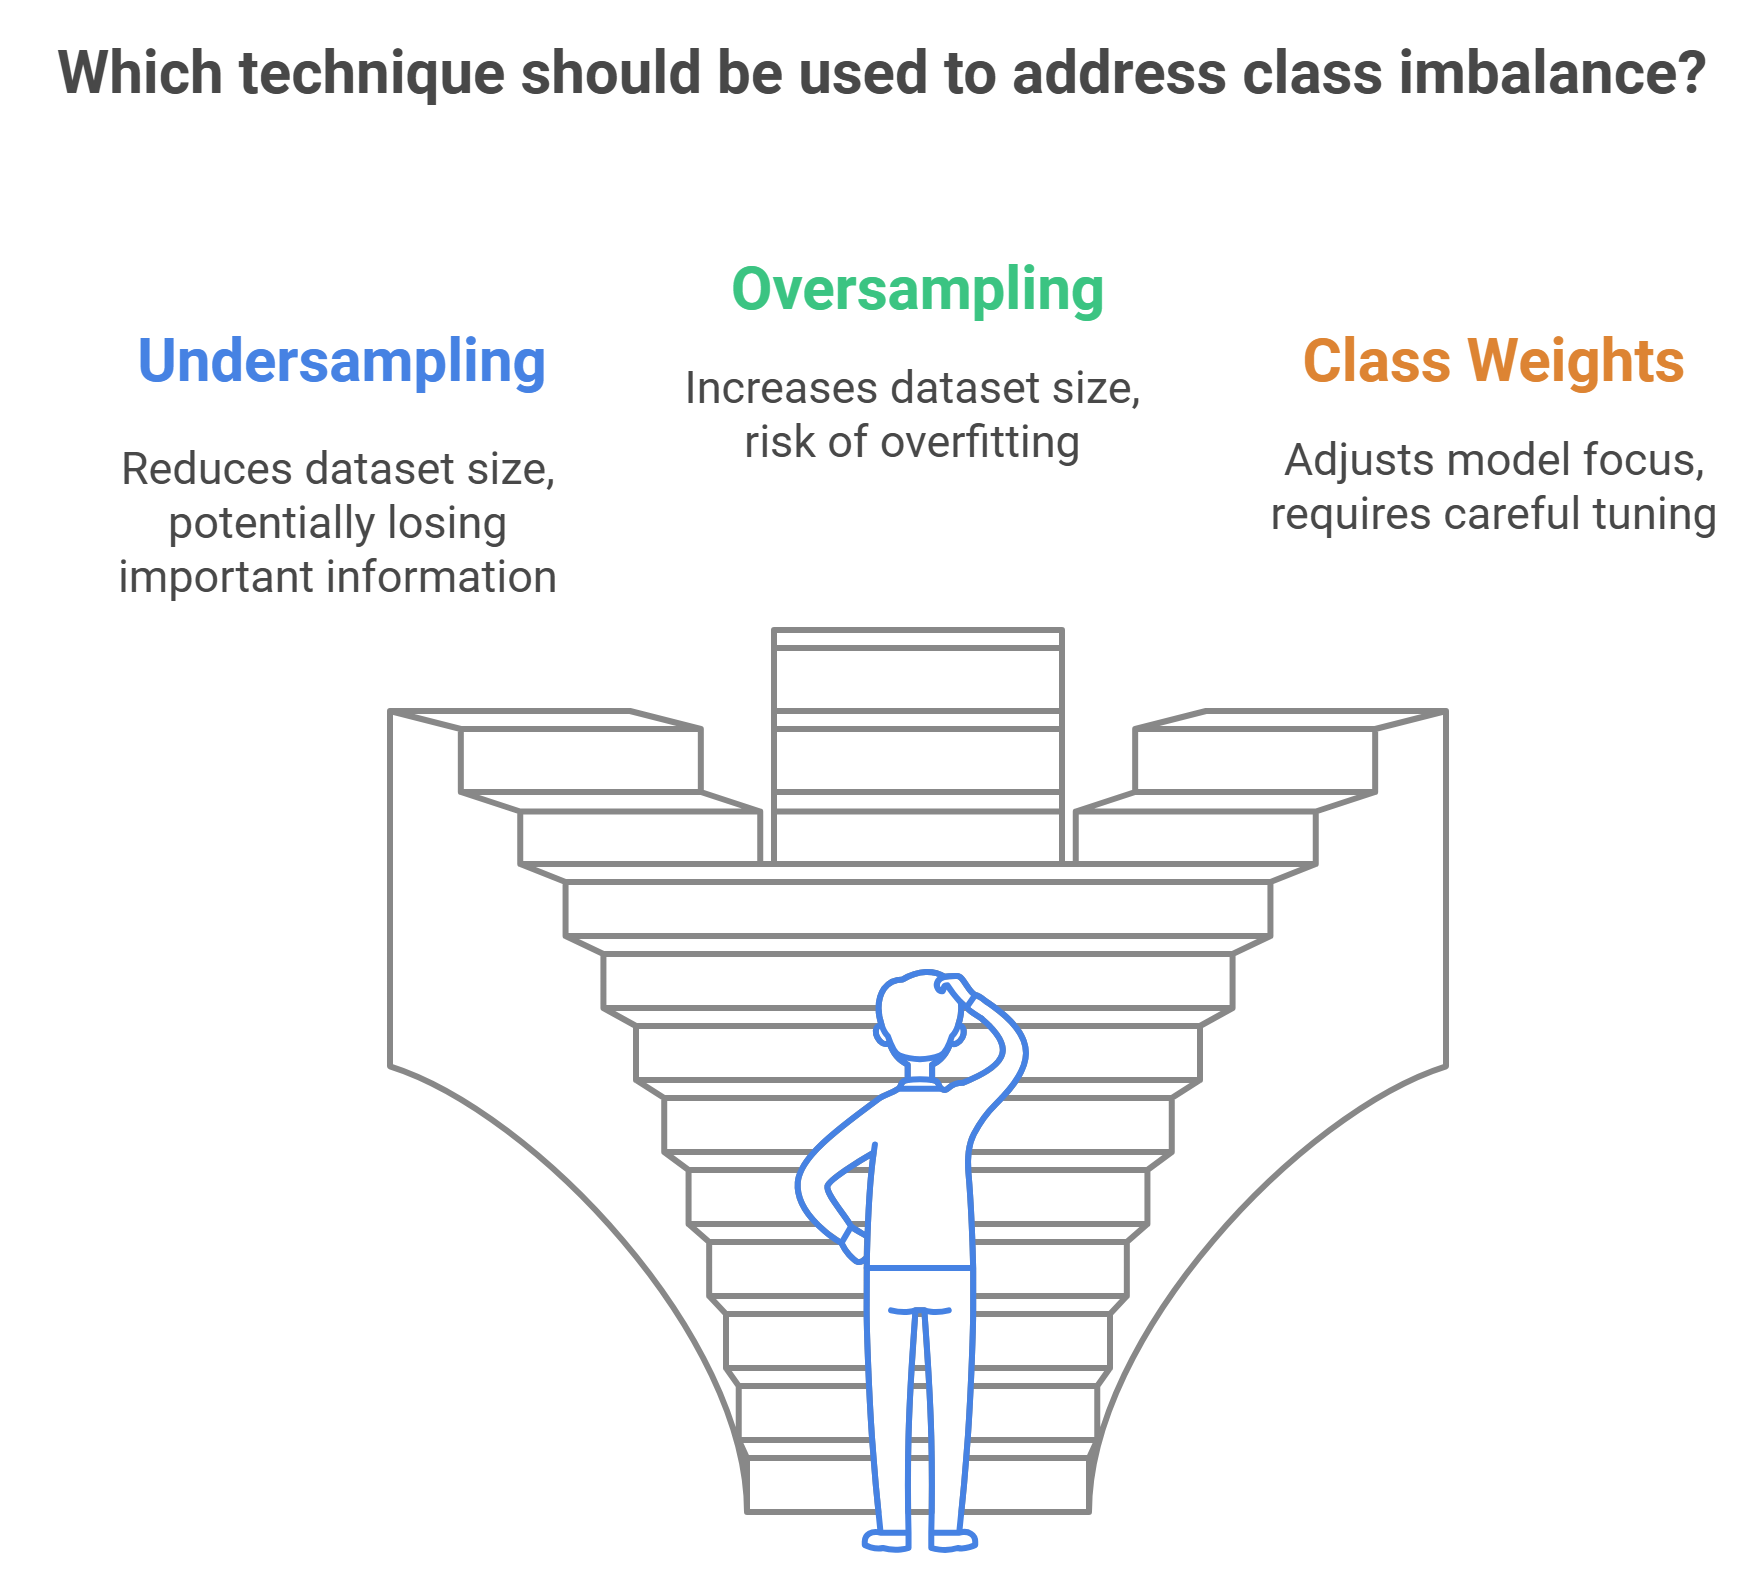 Which technique should be used to address class imbalance?
Undersampling
Reduces dataset size,
potentially losing
important information
Oversampling
Increases dataset size,
risk of overfitting
Class Weights
Adjusts model focus,
requires careful tuning